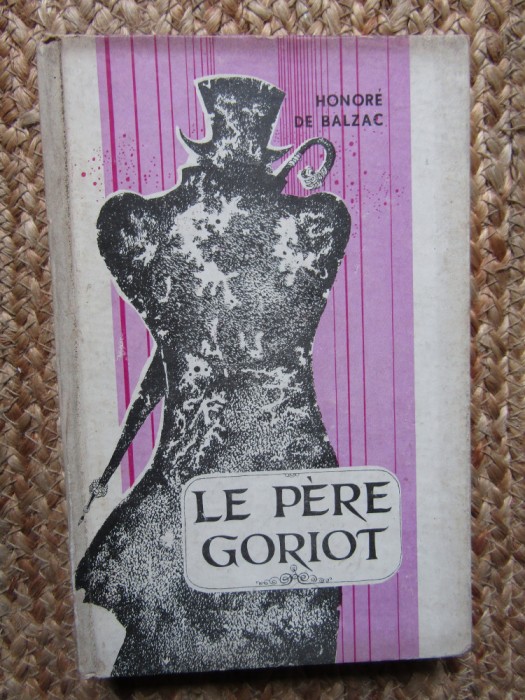 HONORÉ
DE BALZAC
LE PÈRE
GORIOT